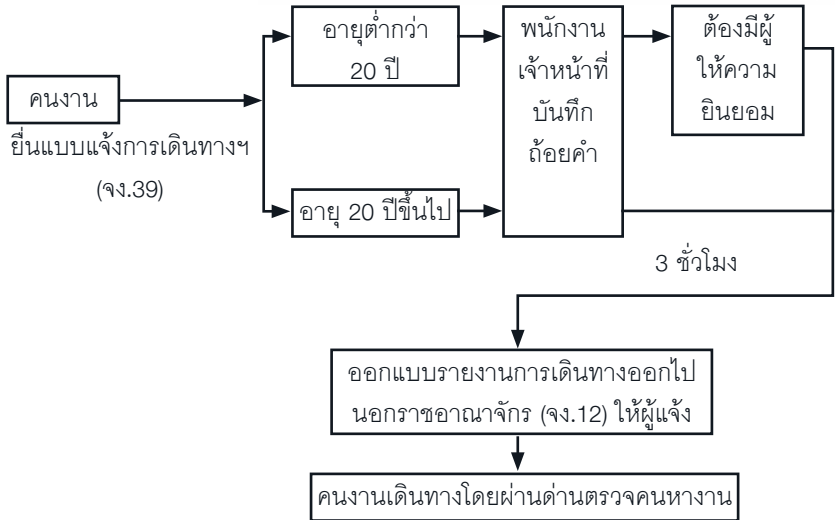 คนงาน
ยื่นแบบแจ้งการเดินทางฯ
(จง.39)
อายุต่ำกว่า
20 ปี
อายุ 20 ปีขึ้นไป
พนักงาน
เจ้าหน้าที่
บันทึก
ถ้อยคำ
ต้องมีผู้
ให้ความ
ยินยอม
3 ชั่วโมง
ออกแบบรายงานการเดินทางออกไป
นอกราชอาณาจักร (จง.12) ให้ผู้แจ้ง
คนงานเดินทางโดยผ่านด่านตรวจคนหางาน